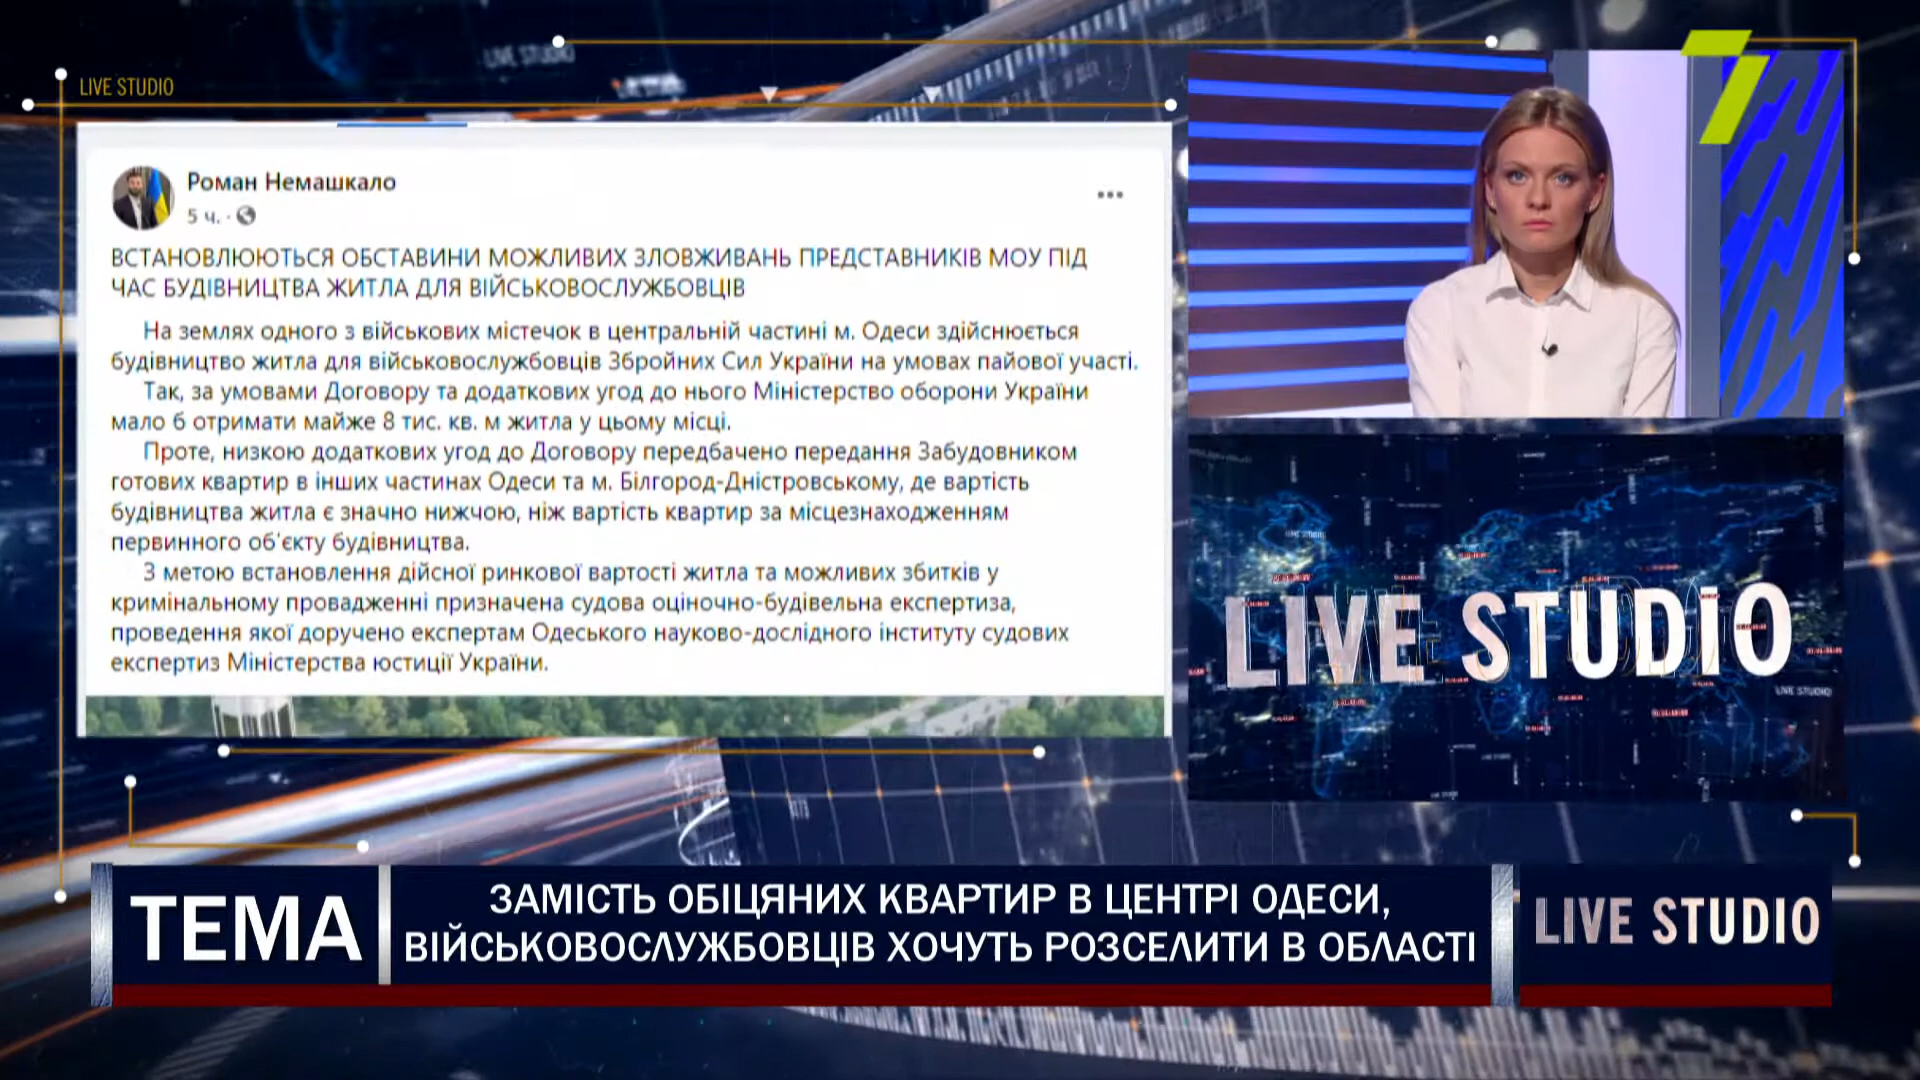 LIVE STUDIO
LIVE STUDIO
7
Роман Немашкало
5 ч. ·
ВСТАНОВЛЮЮТЬСЯ ОБСТАВИНИ МОЖЛИВИХ ЗЛОВЖИВАНЬ ПРЕДСТАВНИКІВ МОУ ПІД
ЧАС БУДІВНИЦТВА ЖИТЛА ДЛЯ ВІЙСЬКОВОСЛУЖБОВЦІВ
На землях одного з військових містечок в центральній частині м. Одеси здійснюється
будівництво житла для військовослужбовців Збройних Сил України на умовах пайової участі.
Так, за умовами Договору та додаткових угод до нього Міністерство оборони України
мало б отримати майже 8 тис. кв. м житла у цьому місці.
Проте, низкою додаткових угод до Договору передбачено передання Забудовником
готових квартир в інших частинах Одеси та м. Білгород-Дністровському, де вартість
будівництва житла є значно нижчою, ніж вартість квартир за місцезнаходженням
первинного об'єкту будівництва.
З метою встановлення дійсної ринкової вартості житла та можливих збитків у
кримінальному провадженні призначена судова оціночно-будівельна експертиза,
проведення якої доручено експертам Одеського науково-дослідного інституту судових
експертиз Міністерства юстиції України.
LIVE STUDIO
ТЕМА
ЗАМІСТЬ ОБІЦЯНИХ КВАРТИР В ЦЕНТРІ ОДЕСИ,
ВІЙСЬКОВОСЛУЖБОВЦІВ ХОЧУТЬ РОЗСЕЛИТИ В ОБЛАСТІ
LIVE STUDIO